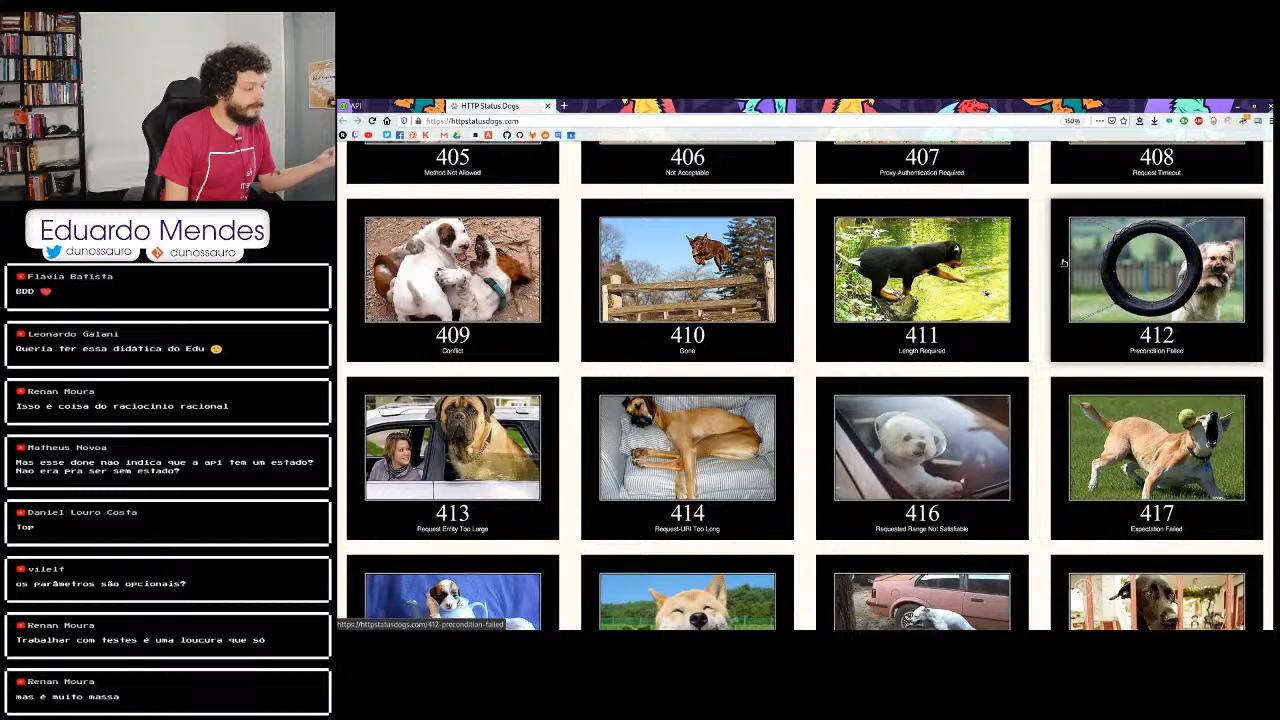 API
HTTP Status Dogs
https://httpstatusdogs.com
150%
405
Method Not Allowed
406
Not Acceptable
407
Proxy Authentication Required
408
Request Timeout
Eduardo Mendes
dunossauro
dunossauro
Flávia Batista
BDD ❤️
Leonardo Galani
Queria ter essa didática do Edu 🙂
Renan Moura
Isso é coisa do raciocinio racional
Matheus Novoa
Mas esse done nao indica que a api tem um estado?
Nao era pra ser sem estado?
Daniel Louro Costa
Top
vilelf
os parâmetros são opcionais?
Renan Moura
Trabalhar com testes é uma loucura que só
Renan Moura
mas é muito massa
409
Conflict
410
Gone
411
Length Required
412
Precondition Failed
413
Request Entity Too Large
414
Request-URI Too Long
416
Requested Range Not Satisfiable
417
Expectation Failed
https://httpstatusdogs.com/412-precondition-failed